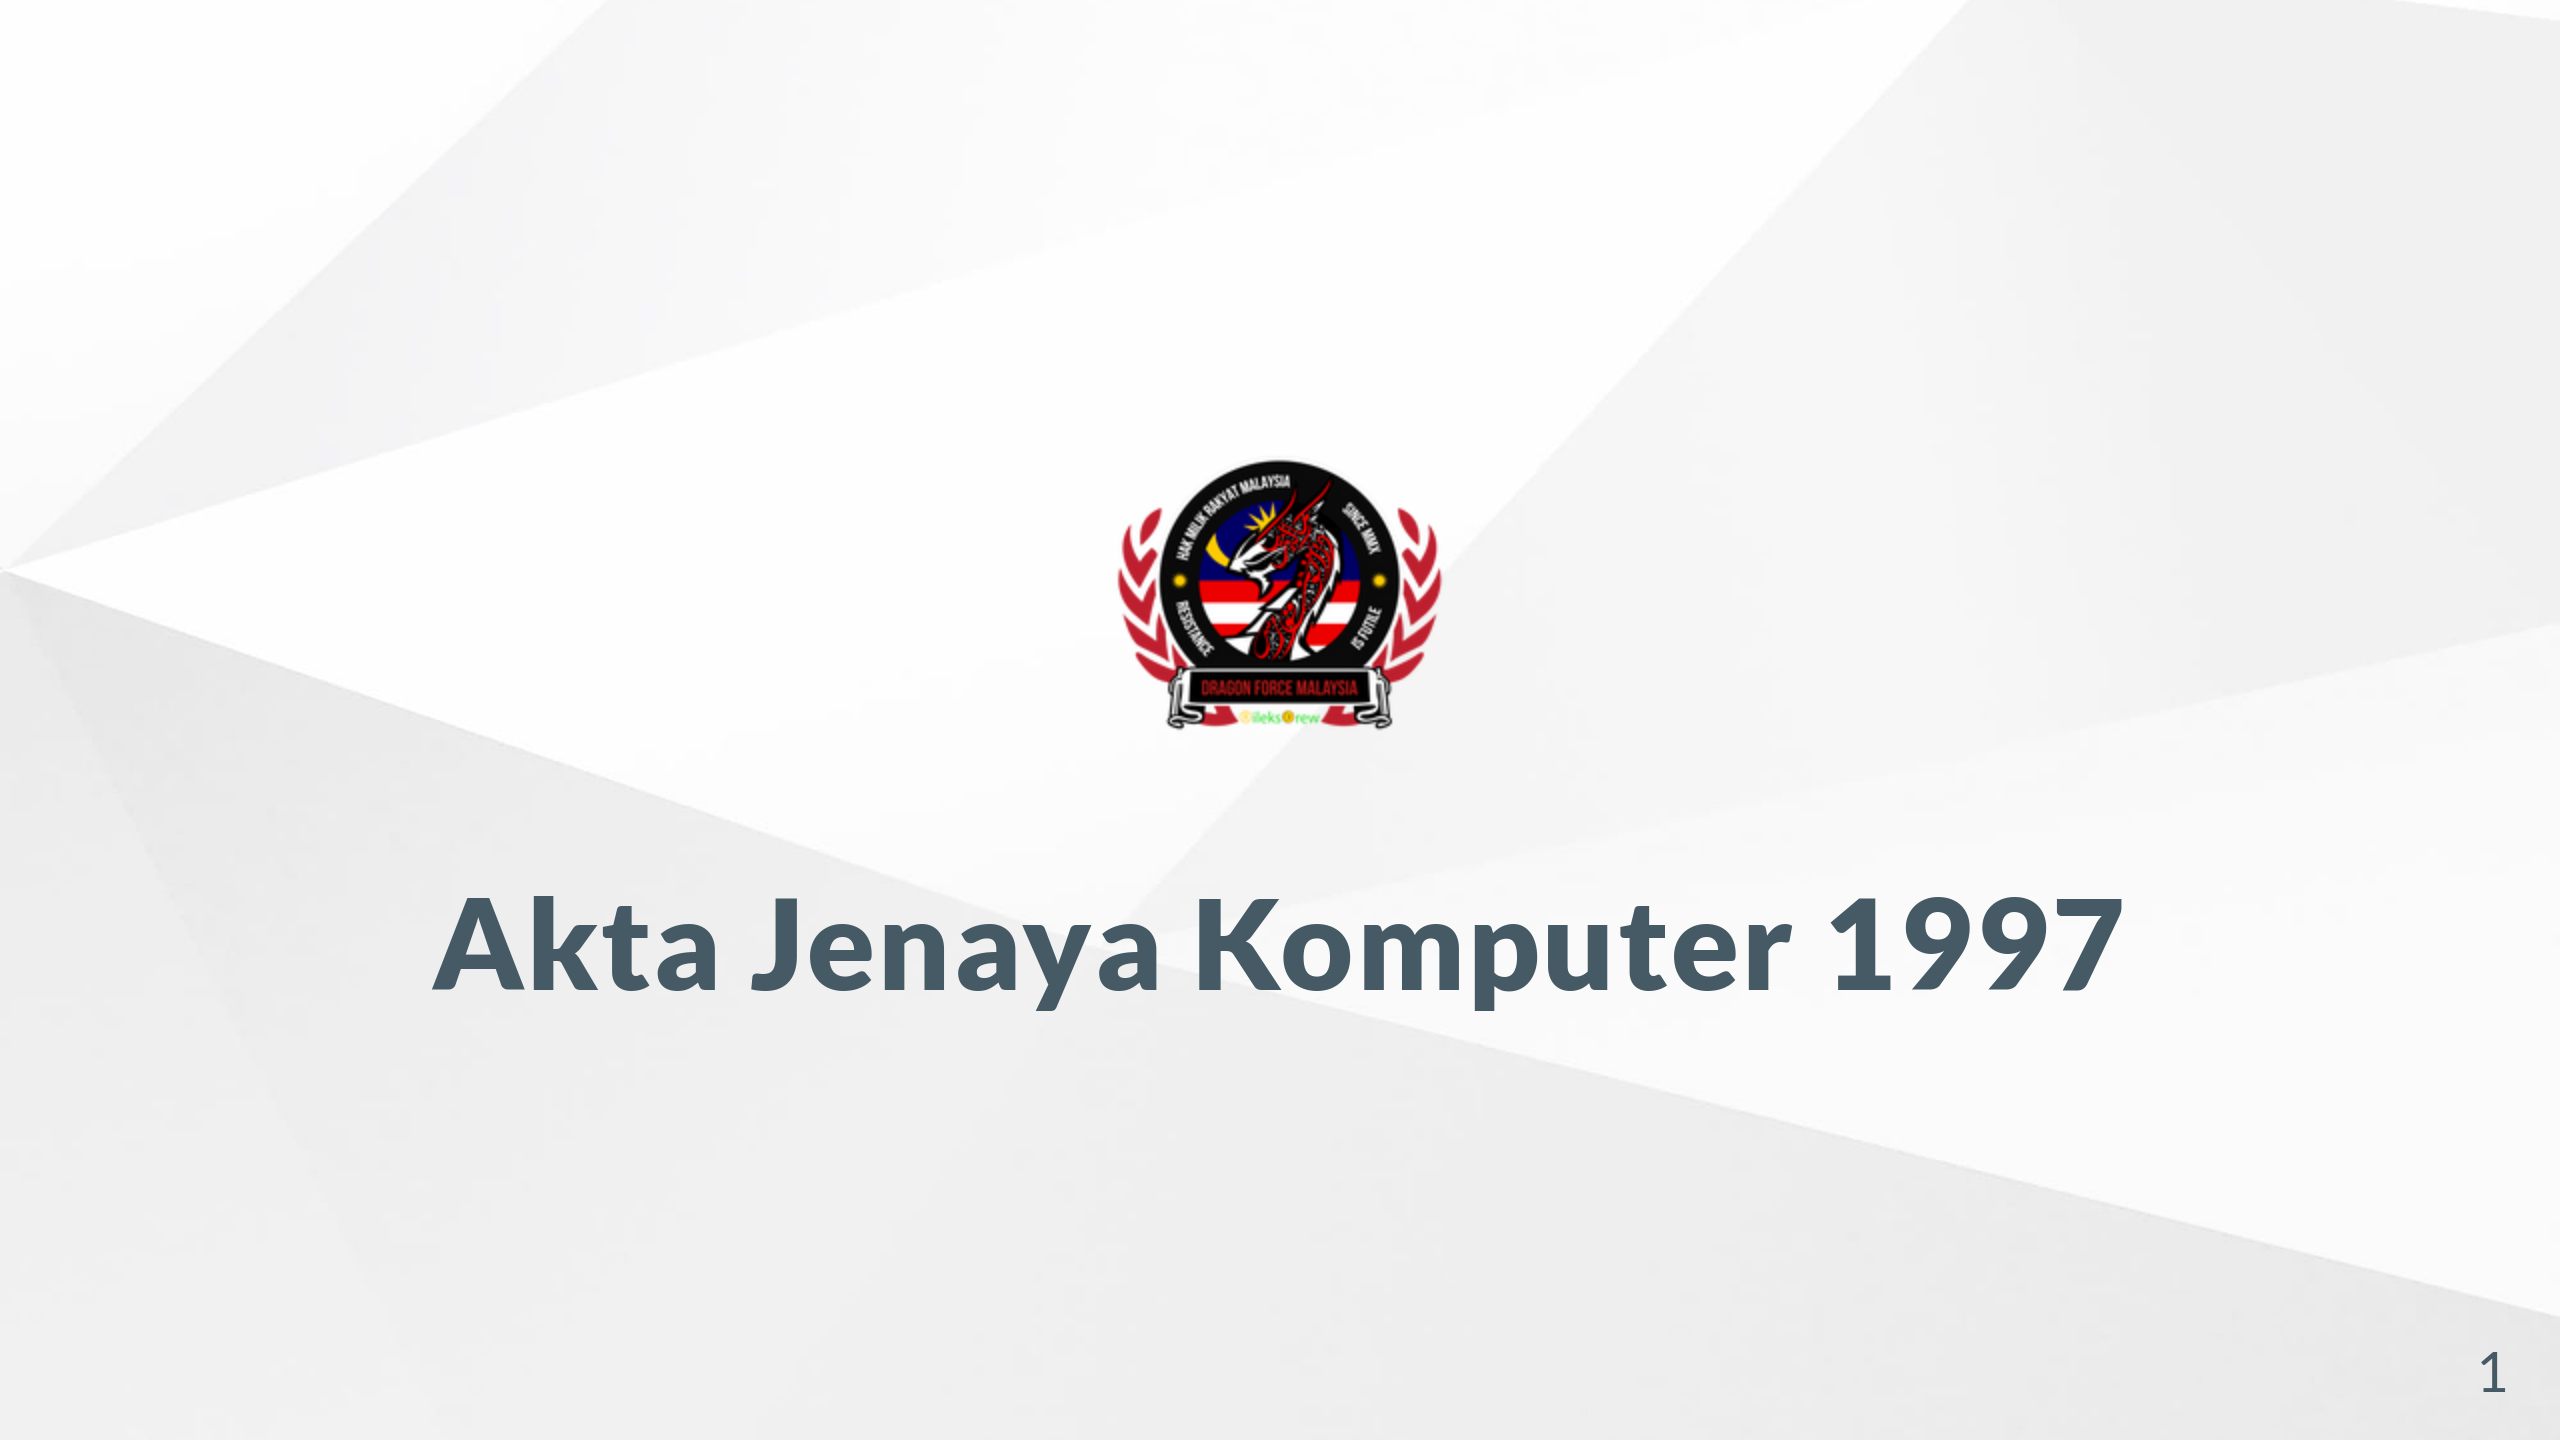 HAK MILIK RAKYAT MALAYSIA
SINCE MMX
RESISTANCE
IS FUTILE
DRAGON FORCE MALAYSIA
Akta Jenaya Komputer 1997
1